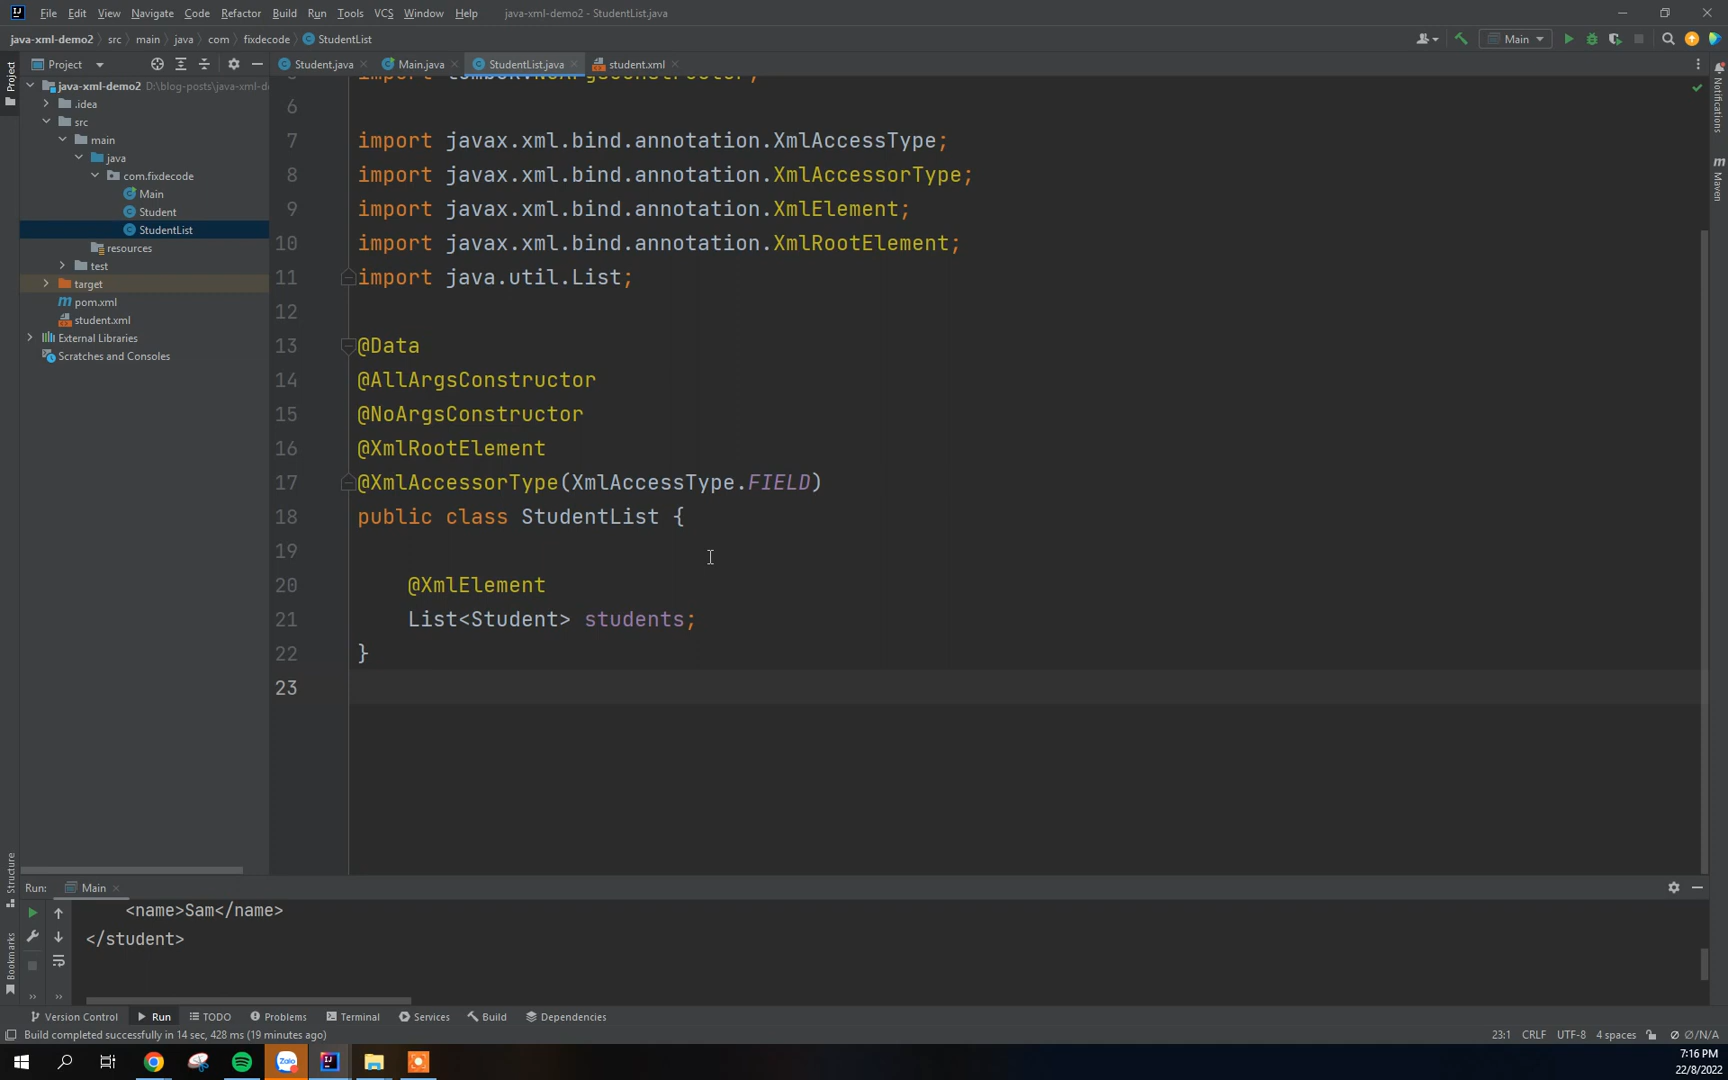 File Edit View Navigate Code Refactor Build Run Tools VCS Window Help java-xml-demo2 - StudentList.java
java-xml-demo2 src main java com fixdecode StudentList
Main
Project
Student.java Main.java StudentList.java student.xml
java-xml-demo2 D:\blog-posts\java-xml-d
.idea
src
main
java
com.fixdecode
Main
Student
StudentList
resources
test
target
pom.xml
student.xml
External Libraries
Scratches and Consoles
Project
Structure
Bookmarks
Notifications
Maven
6
7 import javax.xml.bind.annotation.XmlAccessType;
8 import javax.xml.bind.annotation.XmlAccessorType;
9 import javax.xml.bind.annotation.XmlElement;
10 import javax.xml.bind.annotation.XmlRootElement;
11 import java.util.List;
12
13 @Data
14 @AllArgsConstructor
15 @NoArgsConstructor
16 @XmlRootElement
17 @XmlAccessorType(XmlAccessType.FIELD)
18 public class StudentList {
19
20 @XmlElement
21 List<Student> students;
22 }
23
Run: Main
<name>Sam</name>
</student>
Version Control Run TODO Problems Terminal Services Build Dependencies
Build completed successfully in 14 sec, 428 ms (19 minutes ago)
23:1 CRLF UTF-8 4 spaces Ø/N/A
Zalo
7:16 PM
22/8/2022